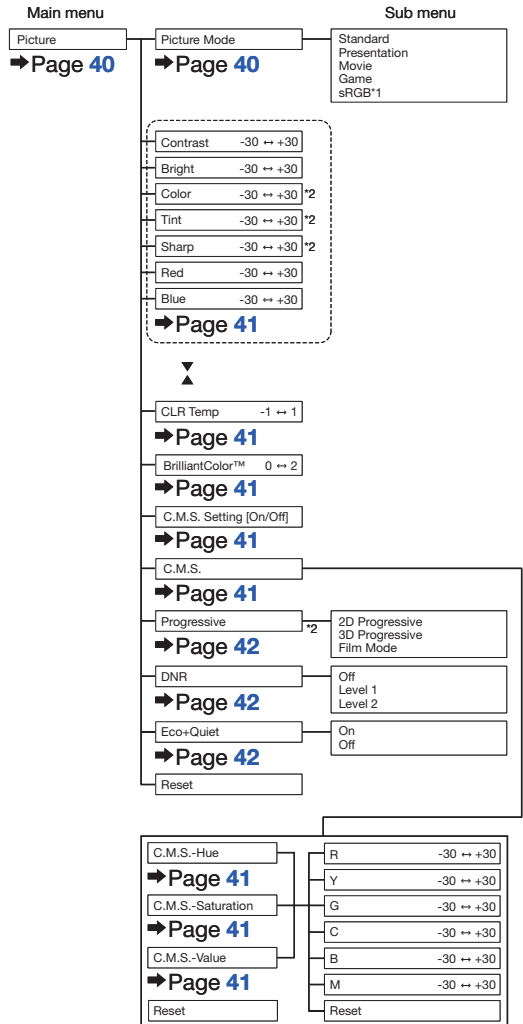 Main menu
Sub menu
Picture
➡Page 40
Picture Mode
➡Page 40
Standard
Presentation
Movie
Game
sRGB*1
Contrast -30 ↔ +30
Bright -30 ↔ +30
Color -30 ↔ +30 *2
Tint -30 ↔ +30 *2
Sharp -30 ↔ +30 *2
Red -30 ↔ +30
Blue -30 ↔ +30
➡Page 41
CLR Temp -1 ↔ 1
➡Page 41
BrilliantColor™ 0 ↔ 2
➡Page 41
C.M.S. Setting [On/Off]
➡Page 41
C.M.S.
➡Page 41
Progressive *2
➡Page 42
2D Progressive
3D Progressive
Film Mode
DNR
➡Page 42
Off
Level 1
Level 2
Eco+Quiet
➡Page 42
On
Off
Reset
C.M.S.-Hue
➡Page 41
C.M.S.-Saturation
➡Page 41
C.M.S.-Value
➡Page 41
Reset
R -30 ↔ +30
Y -30 ↔ +30
G -30 ↔ +30
C -30 ↔ +30
B -30 ↔ +30
M -30 ↔ +30
Reset